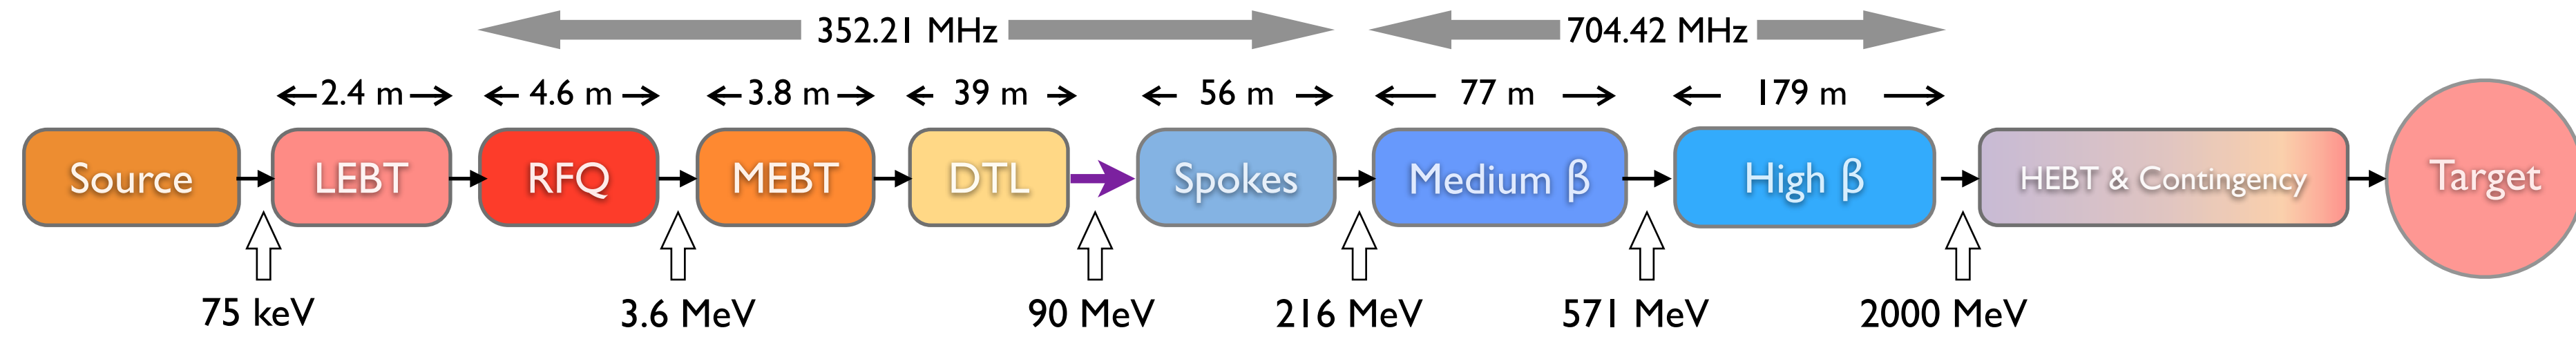 352.21 MHz 704.42 MHz
2.4 m 4.6 m 3.8 m 39 m 56 m 77 m 179 m
Source LEBT RFQ MEBT DTL Spokes Medium β High β HEBT & Contingency Target
75 keV 3.6 MeV 90 MeV 216 MeV 571 MeV 2000 MeV